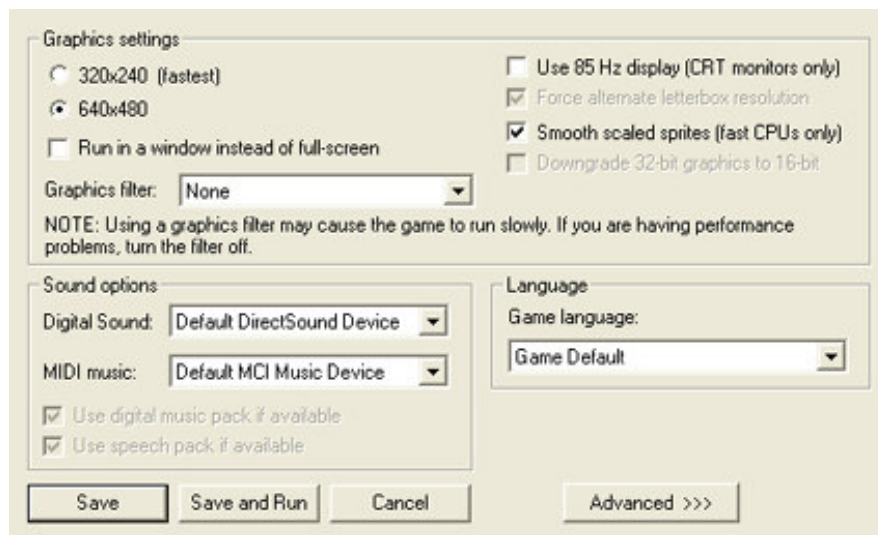 Graphics settings
320x240 (fastest)
640x480
Run in a window instead of full-screen
Use 85 Hz display (CRT monitors only)
Force alternate letterbox resolution
Smooth scaled sprites (fast CPUs only)
Downgrade 32-bit graphics to 16-bit
Graphics filter: None
NOTE: Using a graphics filter may cause the game to run slowly. If you are having performance
problems, turn the filter off.
Sound options
Digital Sound: Default DirectSound Device
MIDI music: Default MCI Music Device
Use digital music pack if available
Use speech pack if available
Language
Game language:
Game Default
Save Save and Run Cancel Advanced >>>